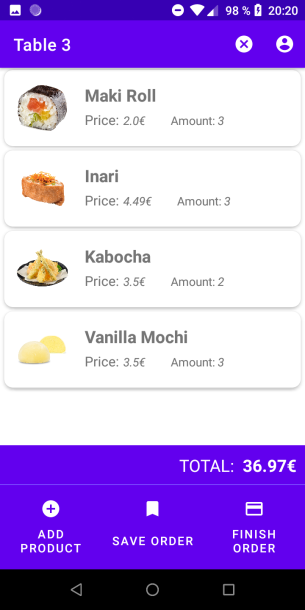 98 % 20:20
Table 3
Maki Roll
Price: 2.0€ Amount: 3
Inari
Price: 4.49€ Amount: 3
Kabocha
Price: 3.5€ Amount: 2
Vanilla Mochi
Price: 3.5€ Amount: 3
TOTAL: 36.97€
ADD
PRODUCT
SAVE ORDER
FINISH
ORDER